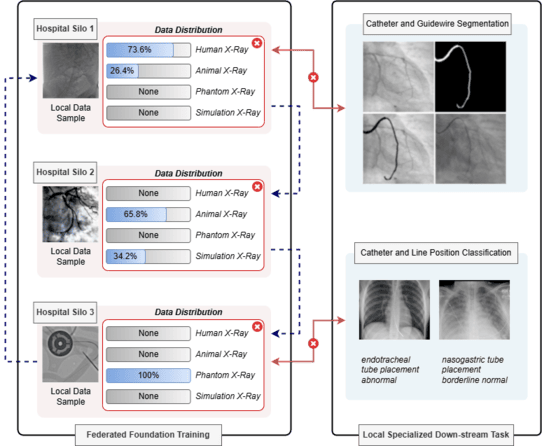 Hospital Silo 1
Data Distribution
73.6%
Human X-Ray
26.4%
Animal X-Ray
None
Phantom X-Ray
None
Simulation X-Ray
Local Data
Sample
Hospital Silo 2
Data Distribution
None
Human X-Ray
65.8%
Animal X-Ray
None
Phantom X-Ray
34.2%
Simulation X-Ray
Local Data
Sample
Hospital Silo 3
Data Distribution
None
Human X-Ray
None
Animal X-Ray
100%
Phantom X-Ray
None
Simulation X-Ray
Local Data
Sample
Federated Foundation Training
Catheter and Guidewire Segmentation
Catheter and Line Position Classification
endotracheal
tube placement
abnormal
nasogastric tube
placement
borderline normal
Local Specialized Down-stream Task